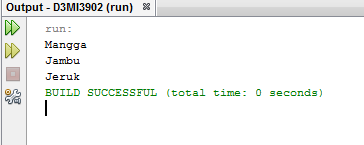 Output - D3MI3902 (run)
run:
Mangga
Jambu
Jeruk
BUILD SUCCESSFUL (total time: 0 seconds)